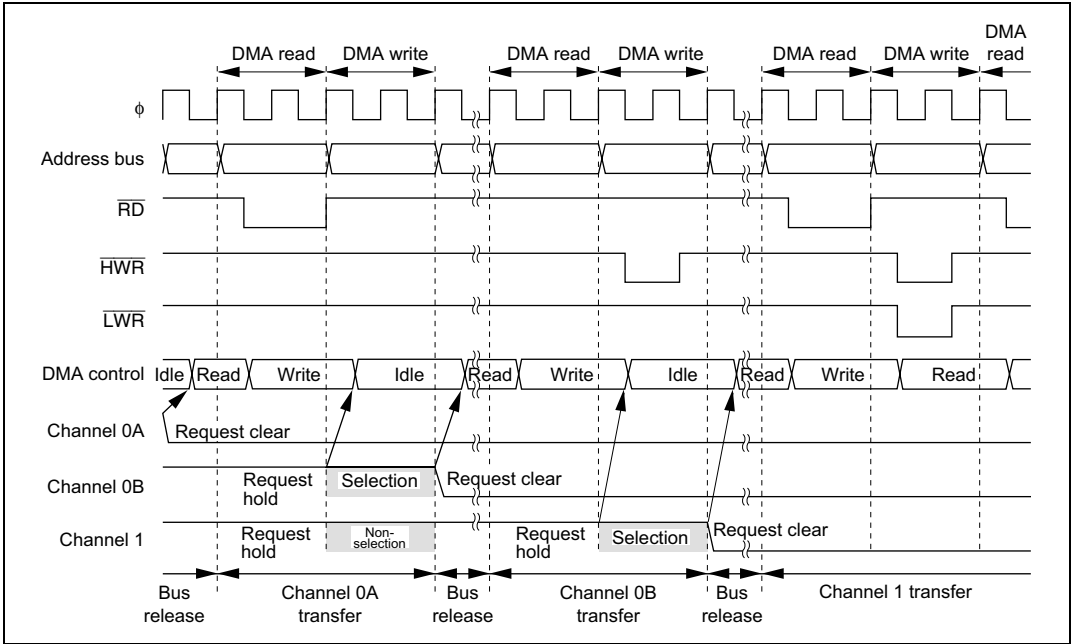 DMA read DMA write DMA read DMA write DMA read DMA write DMA read
φ
Address bus
RD
HWR
LWR
DMA control Idle Read Write Idle Read Write Idle Read Write Read
Channel 0A Request clear
Channel 0B Request hold Selection Request clear
Channel 1 Request hold Non-selection Request hold Selection Request clear
Bus release Channel 0A transfer Bus release Channel 0B transfer Bus release Channel 1 transfer